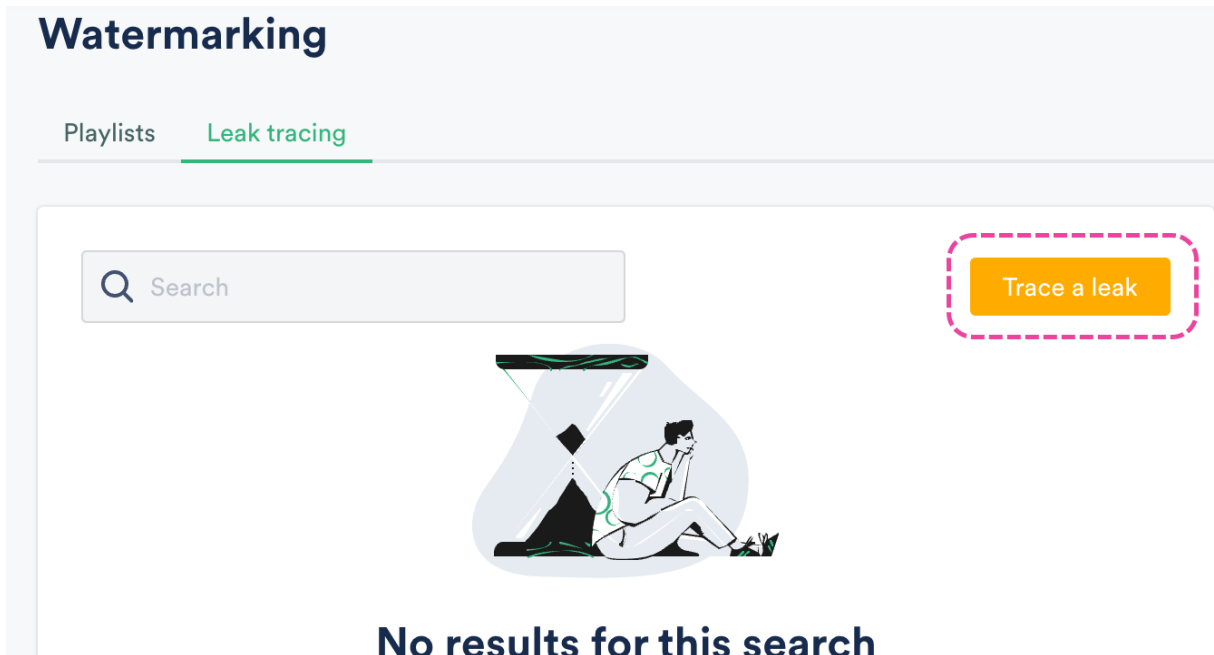 Watermarking
Playlists Leak tracing
Search
Trace a leak
No results for this search